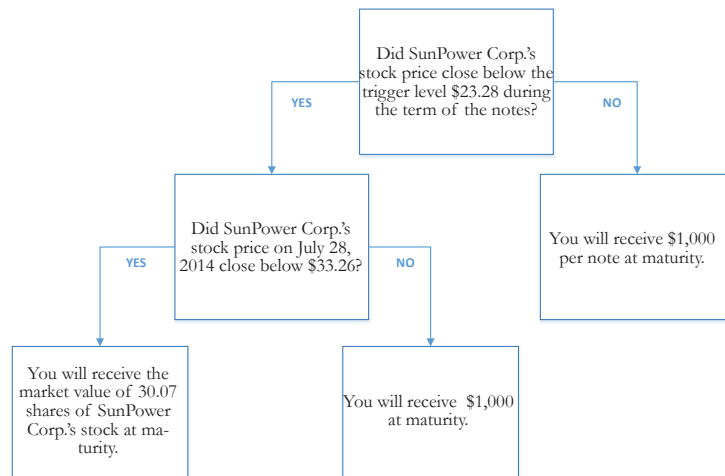 Did SunPower Corp.'s
stock price close below the
trigger level $23.28 during
the term of the notes?
YES
NO
Did SunPower Corp.'s
stock price on July 28,
2014 close below $33.26?
You will receive $1,000
per note at maturity.
YES
NO
You will receive the
market value of 30.07
shares of SunPower
Corp.'s stock at ma-
turity.
You will receive $1,000
at maturity.